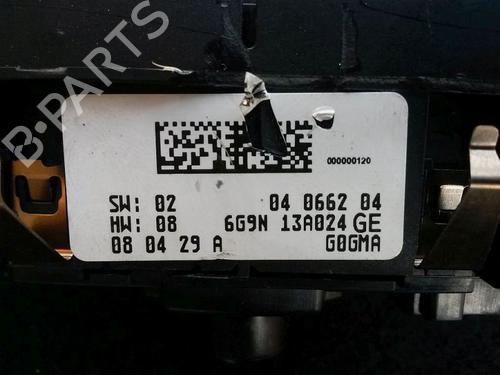 B-PARTS
000000120
SW: 02 04 0662 04
HW: 08 6G9N 13A024 GE
08 04 29 A G0GMA